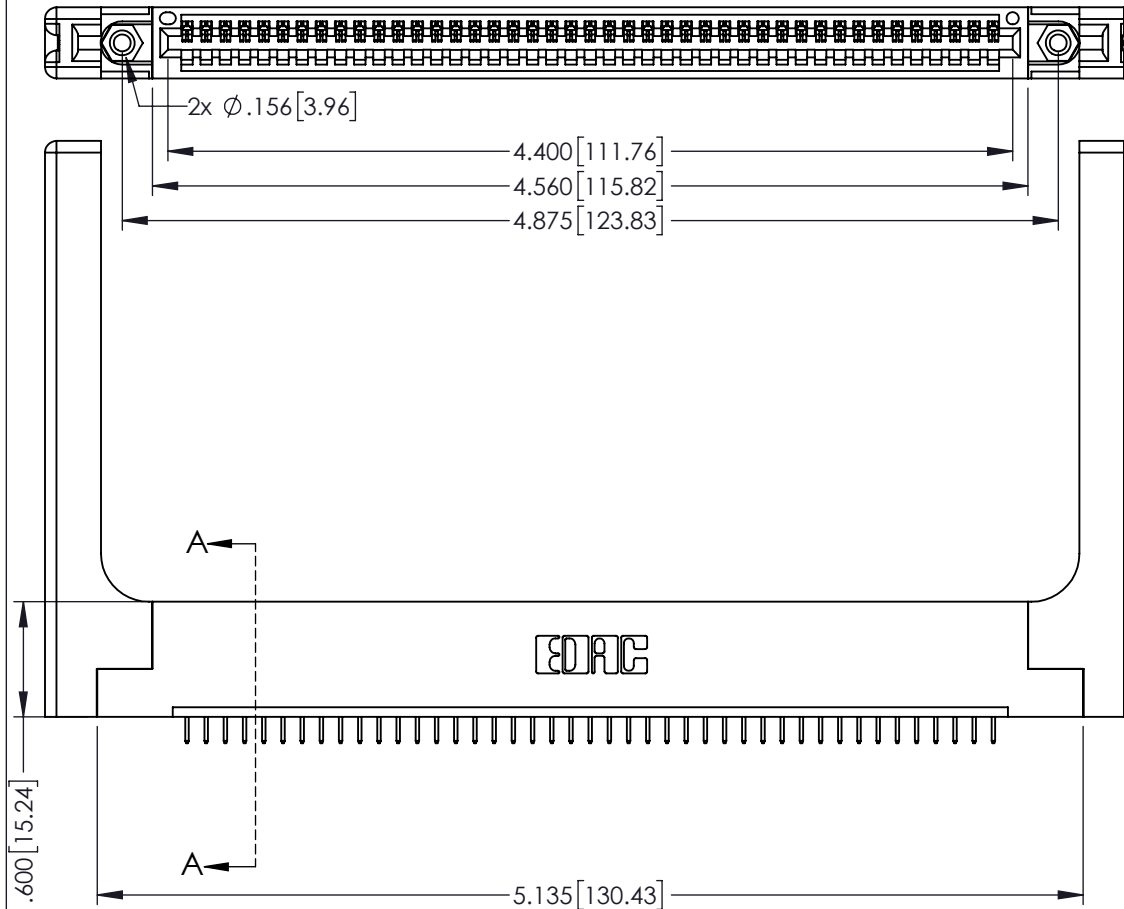 2x ∅.156[3.96]
4.400[111.76]
4.560[115.82]
4.875[123.83]
A
EDAC
A
.600[15.24]
5.135[130.43]